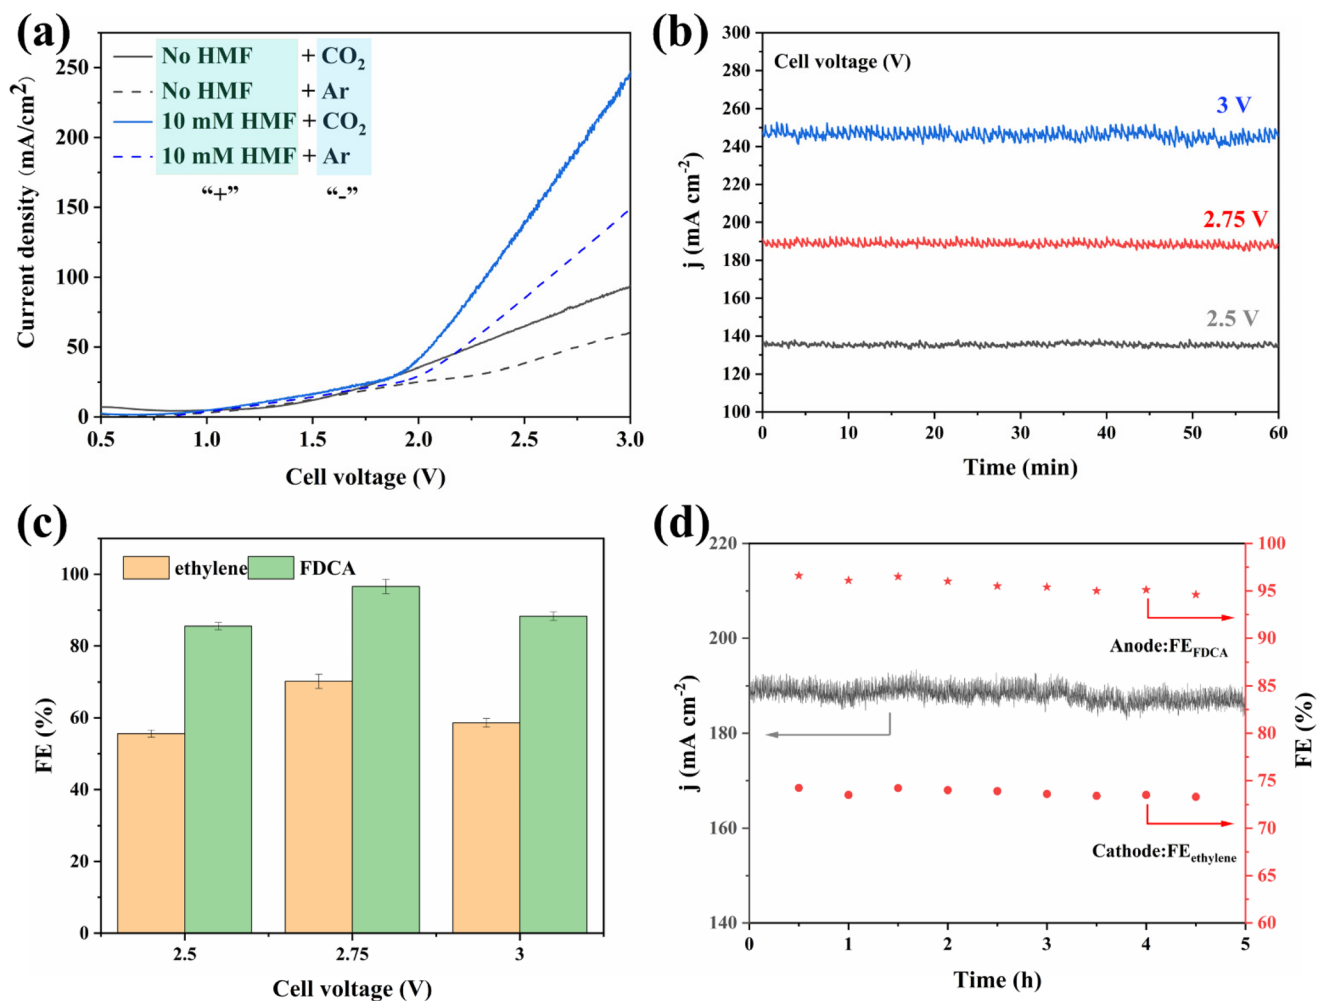 (a)
No HMF + CO2
No HMF + Ar
10 mM HMF + CO2
10 mM HMF + Ar
“+” “-”
Current density (mA/cm2)
250
200
150
100
50
0
0.5 1.0 1.5 2.0 2.5 3.0
Cell voltage (V)
(b)
Cell voltage (V)
3 V
2.75 V
2.5 V
j (mA cm-2)
300
280
260
240
220
200
180
160
140
120
100
0 10 20 30 40 50 60
Time (min)
(c)
ethylene FDCA
FE (%)
100
80
60
40
20
0
2.5 2.75 3
Cell voltage (V)
(d)
j (mA cm-2)
220
200
180
160
140
Anode:FEFDCA
Cathode:FEethylene
100
95
90
85
80
75
70
65
60
FE (%)
0 1 2 3 4 5
Time (h)